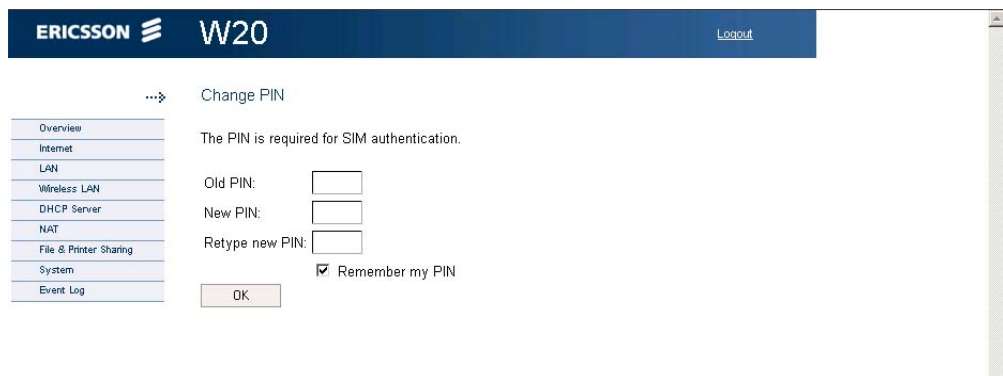 ERICSSON W20 Logout
Change PIN
Overview
Internet
LAN
Wireless LAN
DHCP Server
NAT
File & Printer Sharing
System
Event Log
The PIN is required for SIM authentication.
Old PIN:
New PIN:
Retype new PIN:
Remember my PIN
OK